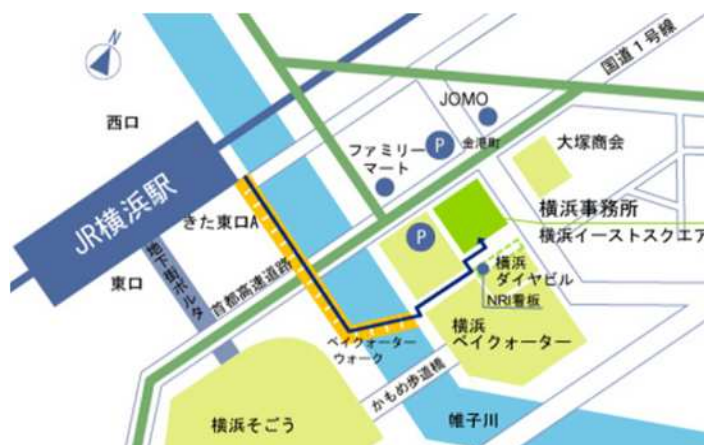 N
国道1号線
JOMO
西口
P
金港町
大塚商会
ファミリー
マート
JR横浜駅
きた東口A
P
横浜事務所
横浜イーストスクエア
地下街ポルタ
東口
首都高速道路
横浜
ダイヤビル
NRI看板
ベイクォーター
ウォーク
横浜
ベイクォーター
かもめ歩道橋
横浜そごう
帷子川